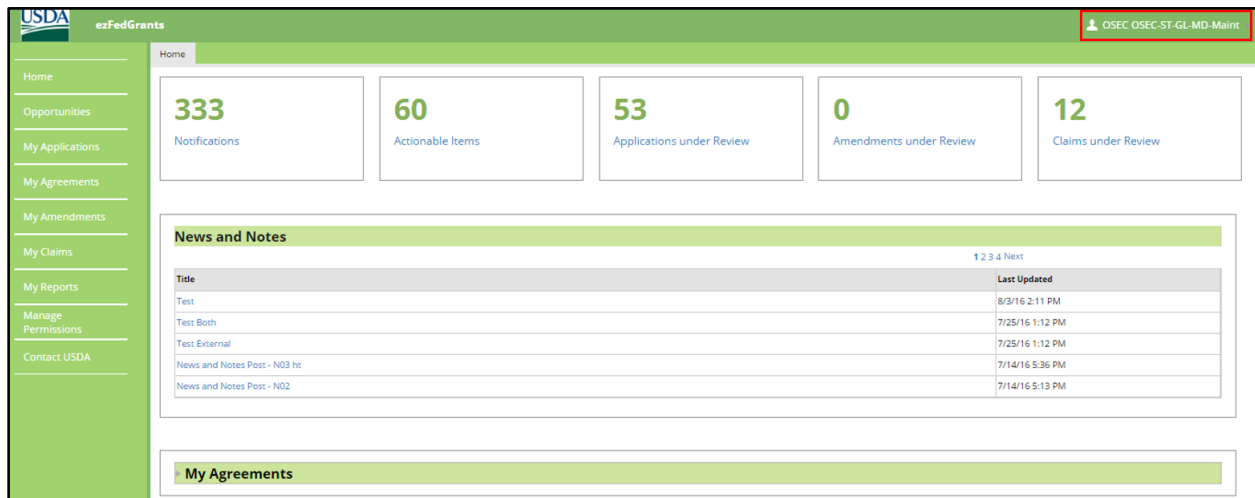 USDA
ezFedGrants
OSEC OSEC-ST-GL-MD-Maint
Home
Home
Opportunities
My Applications
My Agreements
My Amendments
My Claims
My Reports
Manage
Permissions
Contact USDA
333
Notifications
60
Actionable Items
53
Applications under Review
0
Amendments under Review
12
Claims under Review
News and Notes
1 2 3 4 Next
Title Last Updated
Test 8/3/16 2:11 PM
Test Both 7/25/16 1:12 PM
Test External 7/25/16 1:12 PM
News and Notes Post - N03 ht 7/14/16 5:36 PM
News and Notes Post - N02 7/14/16 5:13 PM
My Agreements